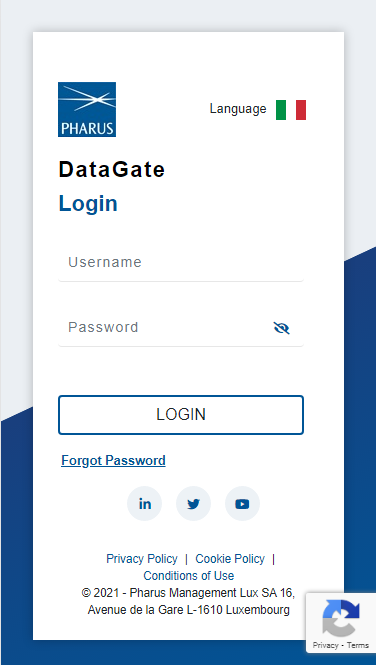 PHARUS
Language
DataGate
Login
Username
Password
LOGIN
Forgot Password
Privacy Policy | Cookie Policy |
Conditions of Use
© 2021 - Pharus Management Lux SA 16,
Avenue de la Gare L-1610 Luxembourg
Privacy - Terms